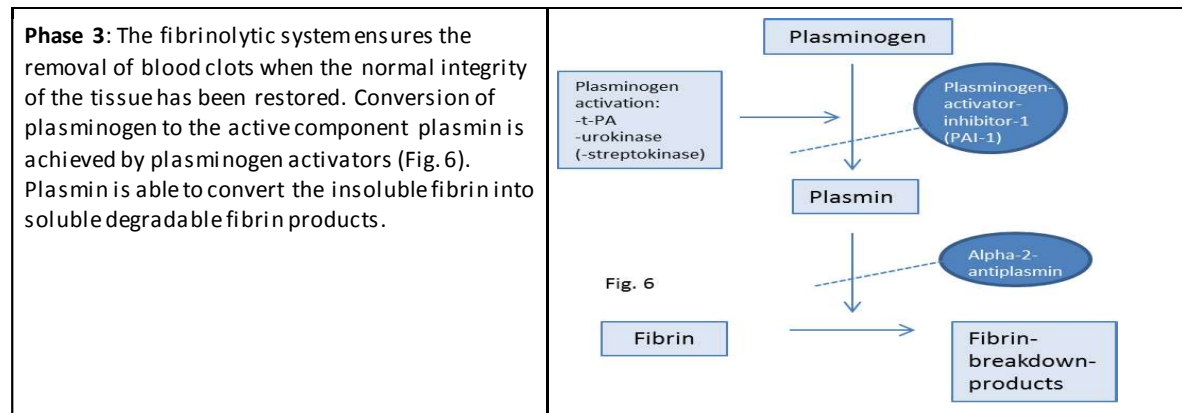 Phase 3: The fibrinolytic system ensures the
removal of blood clots when the normal integrity
of the tissue has been restored. Conversion of
plasminogen to the active component plasmin is
achieved by plasminogen activators (Fig. 6).
Plasmin is able to convert the insoluble fibrin into
soluble degradable fibrin products.
Plasminogen
Plasminogen
activation:
-t-PA
-urokinase
(-streptokinase)
Plasminogen-
activator-
inhibitor-1
(PAI-1)
Plasmin
Alpha-2-
antiplasmin
Fig. 6
Fibrin
Fibrin-
breakdown-
products